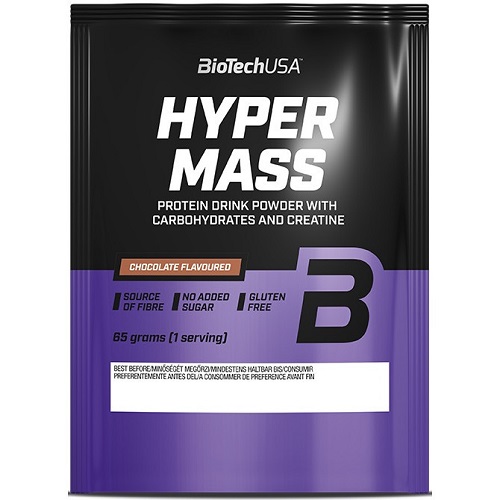 BioTechUSA
HYPER
MASS
PROTEIN DRINK POWDER WITH
CARBOHYDRATES AND CREATINE
CHOCOLATE FLAVOURED
SOURCE
OF FIBRE
NO ADDED
SUGAR
GLUTEN
FREE
B
65 grams (1 serving)
BEST BEFORE/MINŐSÉGÉT MEGŐRZI/MINDESTENS HALTBAR BIS/CONSUMIR
PREFERENTEMENTE ANTES DEL/A CONSOMMER DE PREFERENCE AVANT FIN